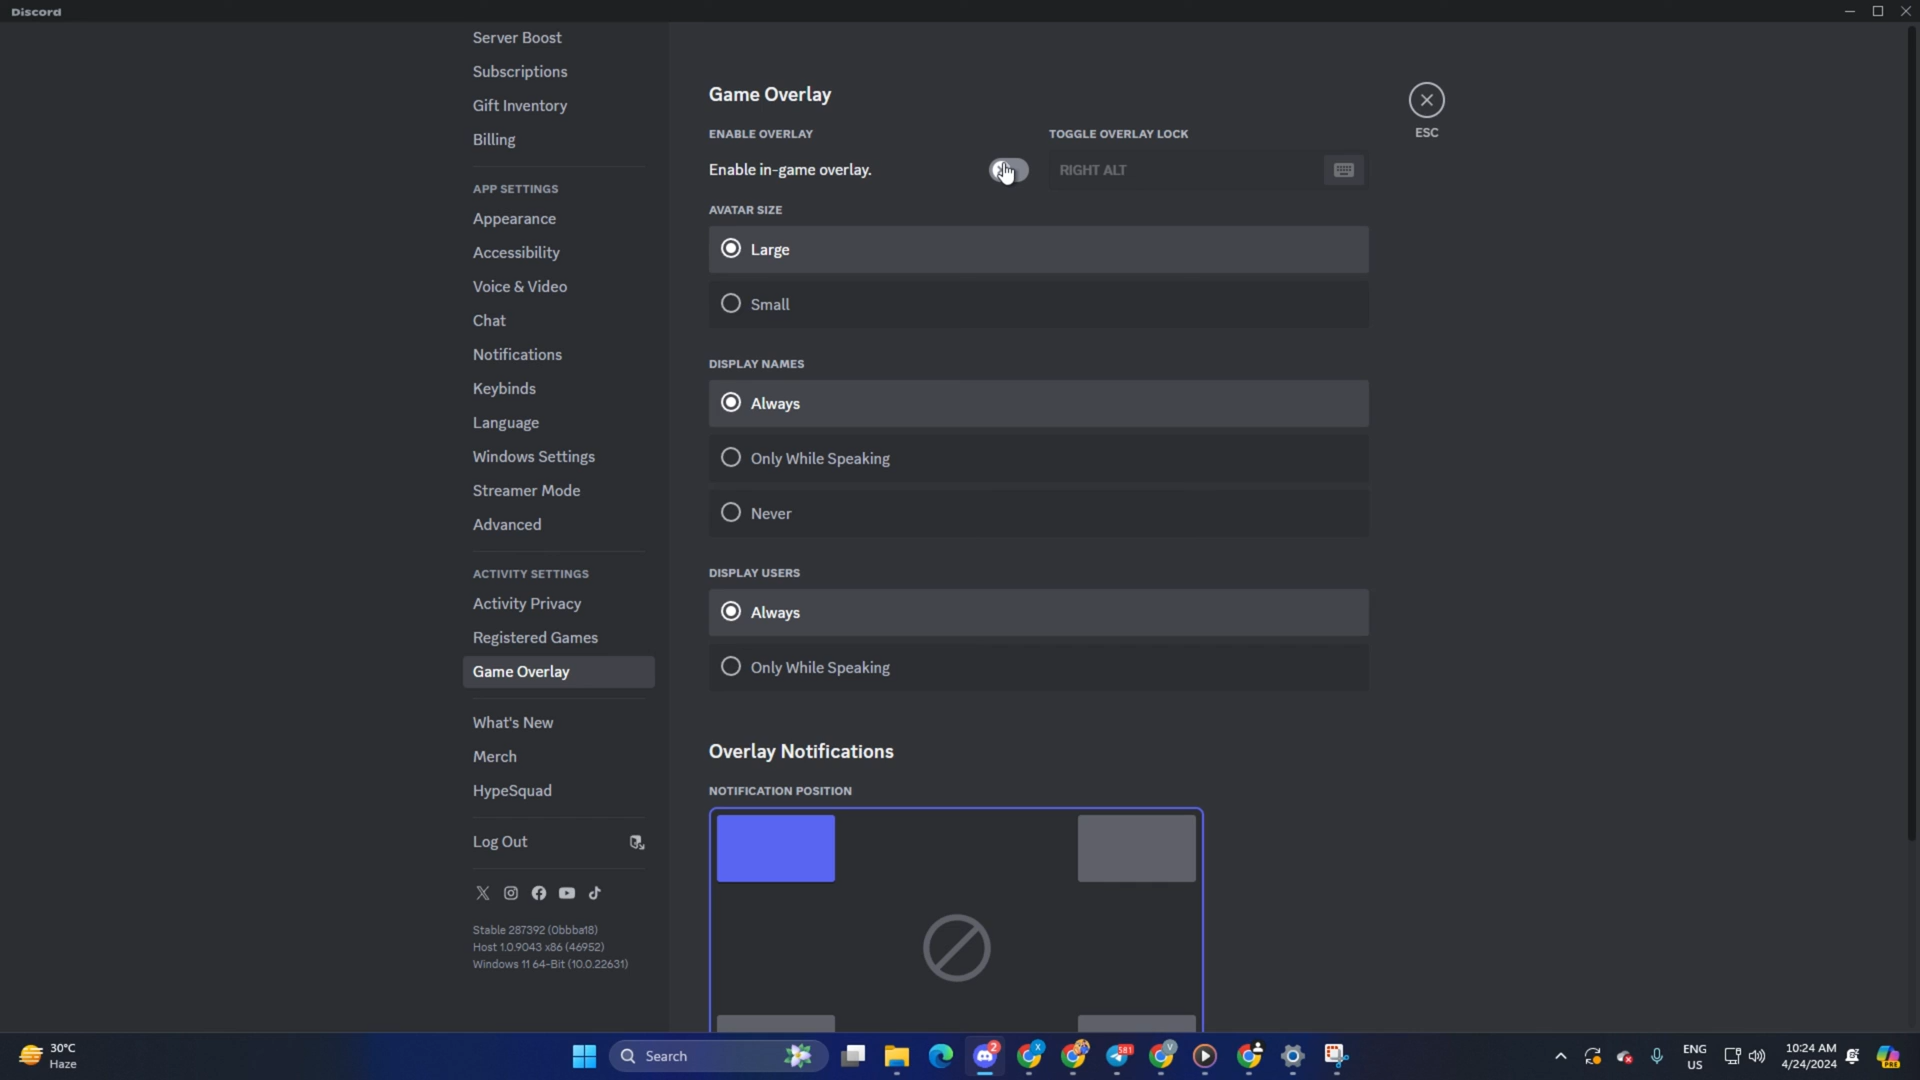 Discord
Server Boost
Subscriptions
Gift Inventory
Billing
APP SETTINGS
Appearance
Accessibility
Voice & Video
Chat
Notifications
Keybinds
Language
Windows Settings
Streamer Mode
Advanced
ACTIVITY SETTINGS
Activity Privacy
Registered Games
Game Overlay
What's New
Merch
HypeSquad
Log Out
Stable 287392 (0bbba18)
Host 1.0.9043 x86 (46952)
Windows 11 64-Bit (10.0.22631)
Game Overlay
ENABLE OVERLAY
Enable in-game overlay.
TOGGLE OVERLAY LOCK
RIGHT ALT
ESC
AVATAR SIZE
Large
Small
DISPLAY NAMES
Always
Only While Speaking
Never
DISPLAY USERS
Always
Only While Speaking
Overlay Notifications
NOTIFICATION POSITION
30°C
Haze
Search
2
X
581
V
ENG
US
10:24 AM
4/24/2024
PRE